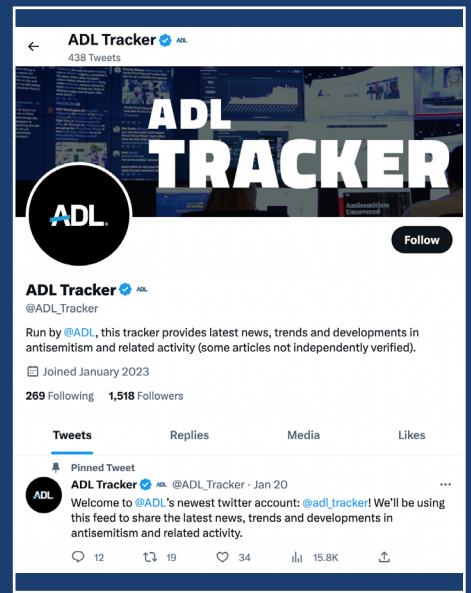 ADL Tracker ADL
438 Tweets
ADL
TRACKER
Antisemitism
Uncovered
ADL
Follow
ADL Tracker ADL
@ADL_Tracker
Run by @ADL, this tracker provides latest news, trends and developments in
antisemitism and related activity (some articles not independently verified).
Joined January 2023
269 Following 1,518 Followers
Tweets Replies Media Likes
Pinned Tweet
ADL Tracker ADL @ADL_Tracker · Jan 20 ...
ADL
Welcome to @ADL's newest twitter account: @adl_tracker! We'll be using
this feed to share the latest news, trends and developments in
antisemitism and related activity.
12 19 34 15.8K